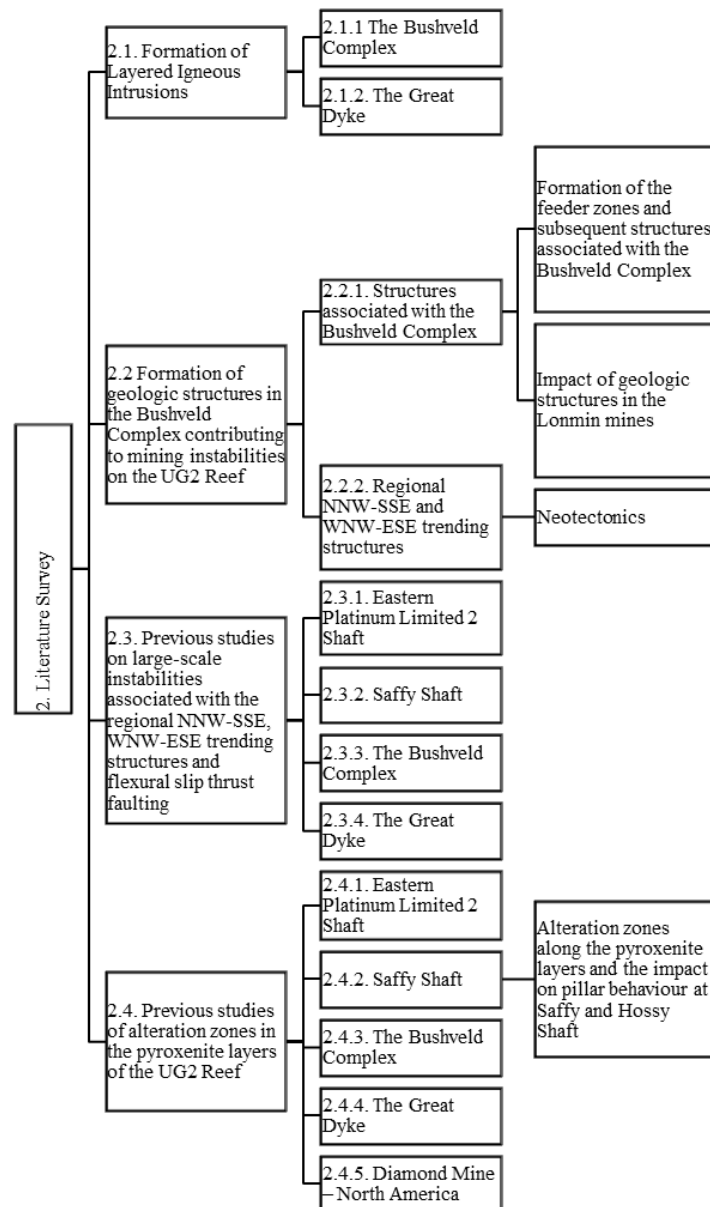 2. Literature Survey
2.1. Formation of
Layered Igneous
Intrusions
2.1.1 The Bushveld
Complex
2.1.2. The Great
Dyke
2.2 Formation of
geologic structures in
the Bushveld
Complex contributing
to mining instabilities
on the UG2 Reef
2.2.1. Structures
associated with the
Bushveld Complex
Formation of the
feeder zones and
subsequent structures
associated with the
Bushveld Complex
Impact of geologic
structures in the
Lonmin mines
2.2.2. Regional
NNW-SSE and
WNW-ESE trending
structures
Neotectonics
2.3. Previous studies
on large-scale
instabilities
associated with the
regional NNW-SSE,
WNW-ESE trending
structures and
flexural slip thrust
faulting
2.3.1. Eastern
Platinum Limited 2
Shaft
2.3.2. Saffy Shaft
2.3.3. The Bushveld
Complex
2.3.4. The Great
Dyke
2.4. Previous studies
of alteration zones in
the pyroxenite layers
of the UG2 Reef
2.4.1. Eastern
Platinum Limited 2
Shaft
2.4.2. Saffy Shaft
Alteration zones
along the pyroxenite
layers and the impact
on pillar behaviour at
Saffy and Hossy
Shaft
2.4.3. The Bushveld
Complex
2.4.4. The Great
Dyke
2.4.5. Diamond Mine
– North America